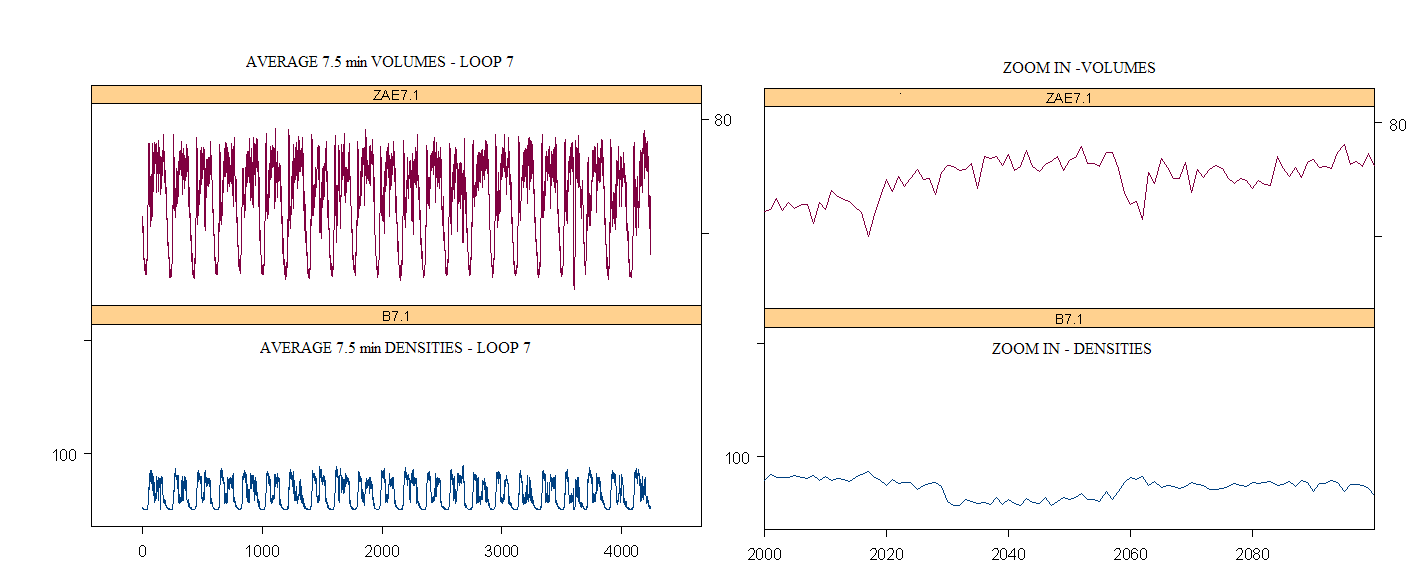 AVERAGE 7.5 min VOLUMES - LOOP 7
ZAE7.1
80
B7.1
AVERAGE 7.5 min DENSITIES - LOOP 7
100
0 1000 2000 3000 4000
ZOOM IN -VOLUMES
ZAE7.1
80
B7.1
ZOOM IN - DENSITIES
100
2000 2020 2040 2060 2080